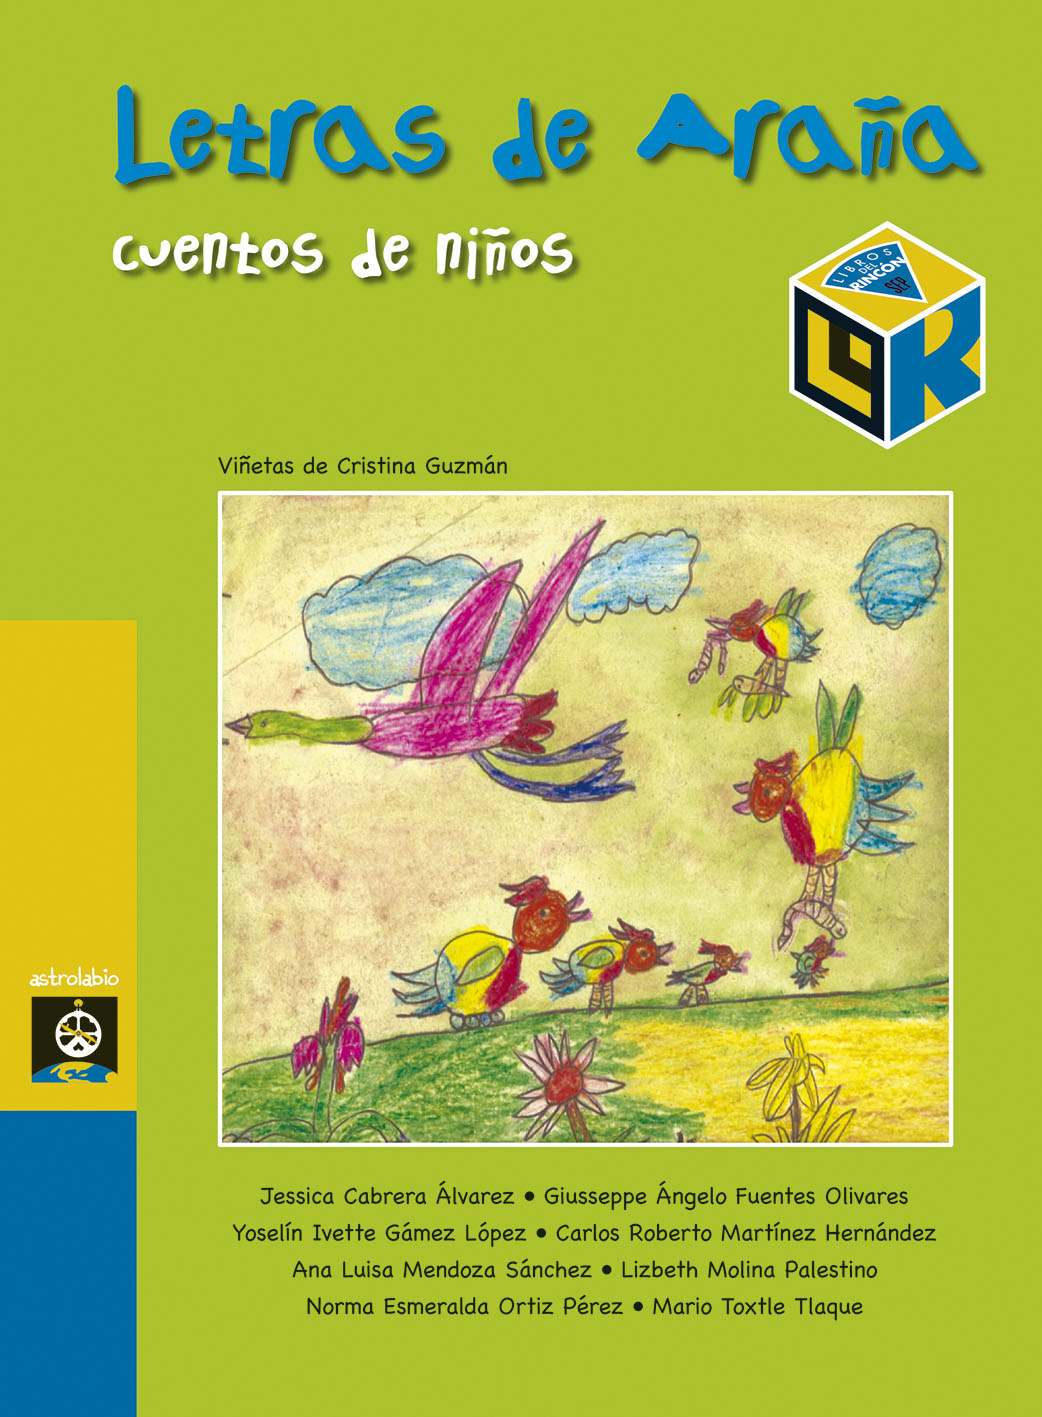 Letras de Araña
cuentos de niños
LIBROS
DEL
RINCÓN
SEP
LR
Viñetas de Cristina Guzmán
astrolabio
Jessica Cabrera Álvarez • Giusseppe Ángelo Fuentes Olivares
Yoselín Ivette Gámez López • Carlos Roberto Martínez Hernández
Ana Luisa Mendoza Sánchez • Lizbeth Molina Palestino
Norma Esmeralda Ortiz Pérez • Mario Toxtle Tlaque